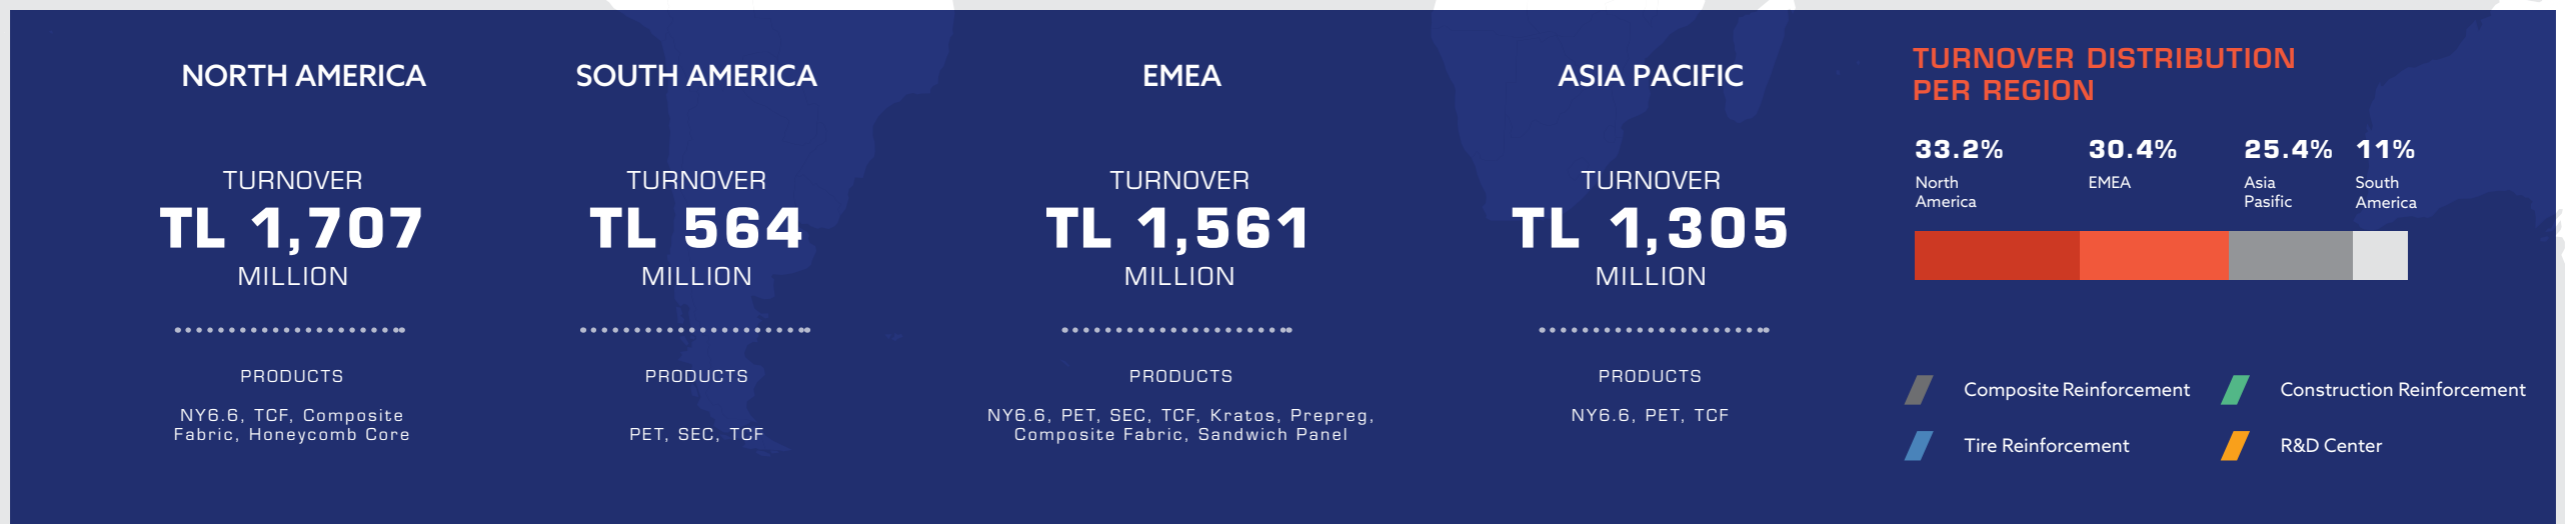 NORTH AMERICA
TURNOVER
TL 1,707
MILLION
PRODUCTS
NY6.6, TCF, Composite
Fabric, Honeycomb Core
SOUTH AMERICA
TURNOVER
TL 564
MILLION
PRODUCTS
PET, SEC, TCF
EMEA
TURNOVER
TL 1,561
MILLION
PRODUCTS
NY6.6, PET, SEC, TCF, Kratos, Prepreg,
Composite Fabric, Sandwich Panel
ASIA PACIFIC
TURNOVER
TL 1,305
MILLION
PRODUCTS
NY6.6, PET, TCF
TURNOVER DISTRIBUTION
PER REGION
33.2%
North
America
30.4%
EMEA
25.4%
Asia
Pasific
11%
South
America
Composite Reinforcement
Construction Reinforcement
Tire Reinforcement
R&D Center